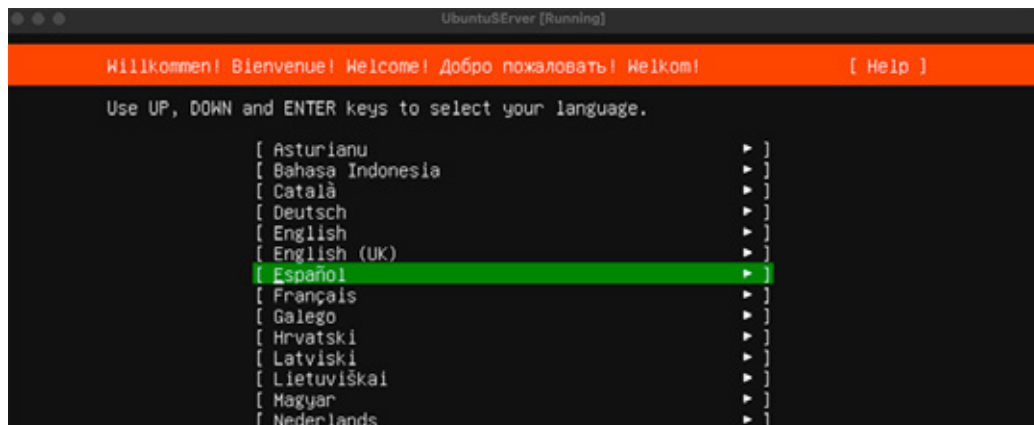 UbuntuSErver [Running]
Willkommen! Bienvenue! Welcome! Добро пожаловать! Welkom! [ Help ]
Use UP, DOWN and ENTER keys to select your language.
[ Asturianu ▸ ]
[ Bahasa Indonesia ▸ ]
[ Català ▸ ]
[ Deutsch ▸ ]
[ English ▸ ]
[ English (UK) ▸ ]
[ Español ▸ ]
[ Français ▸ ]
[ Galego ▸ ]
[ Hrvatski ▸ ]
[ Latviski ▸ ]
[ Lietuviškai ▸ ]
[ Magyar ▸ ]
[ Nederlands ▸ ]